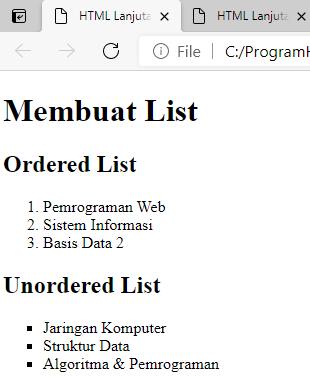 HTML Lanjuta HTML Lanjuta
File C:/Program
Membuat List
Ordered List
1. Pemrograman Web
2. Sistem Informasi
3. Basis Data 2
Unordered List
Jaringan Komputer
Struktur Data
Algoritma & Pemrograman